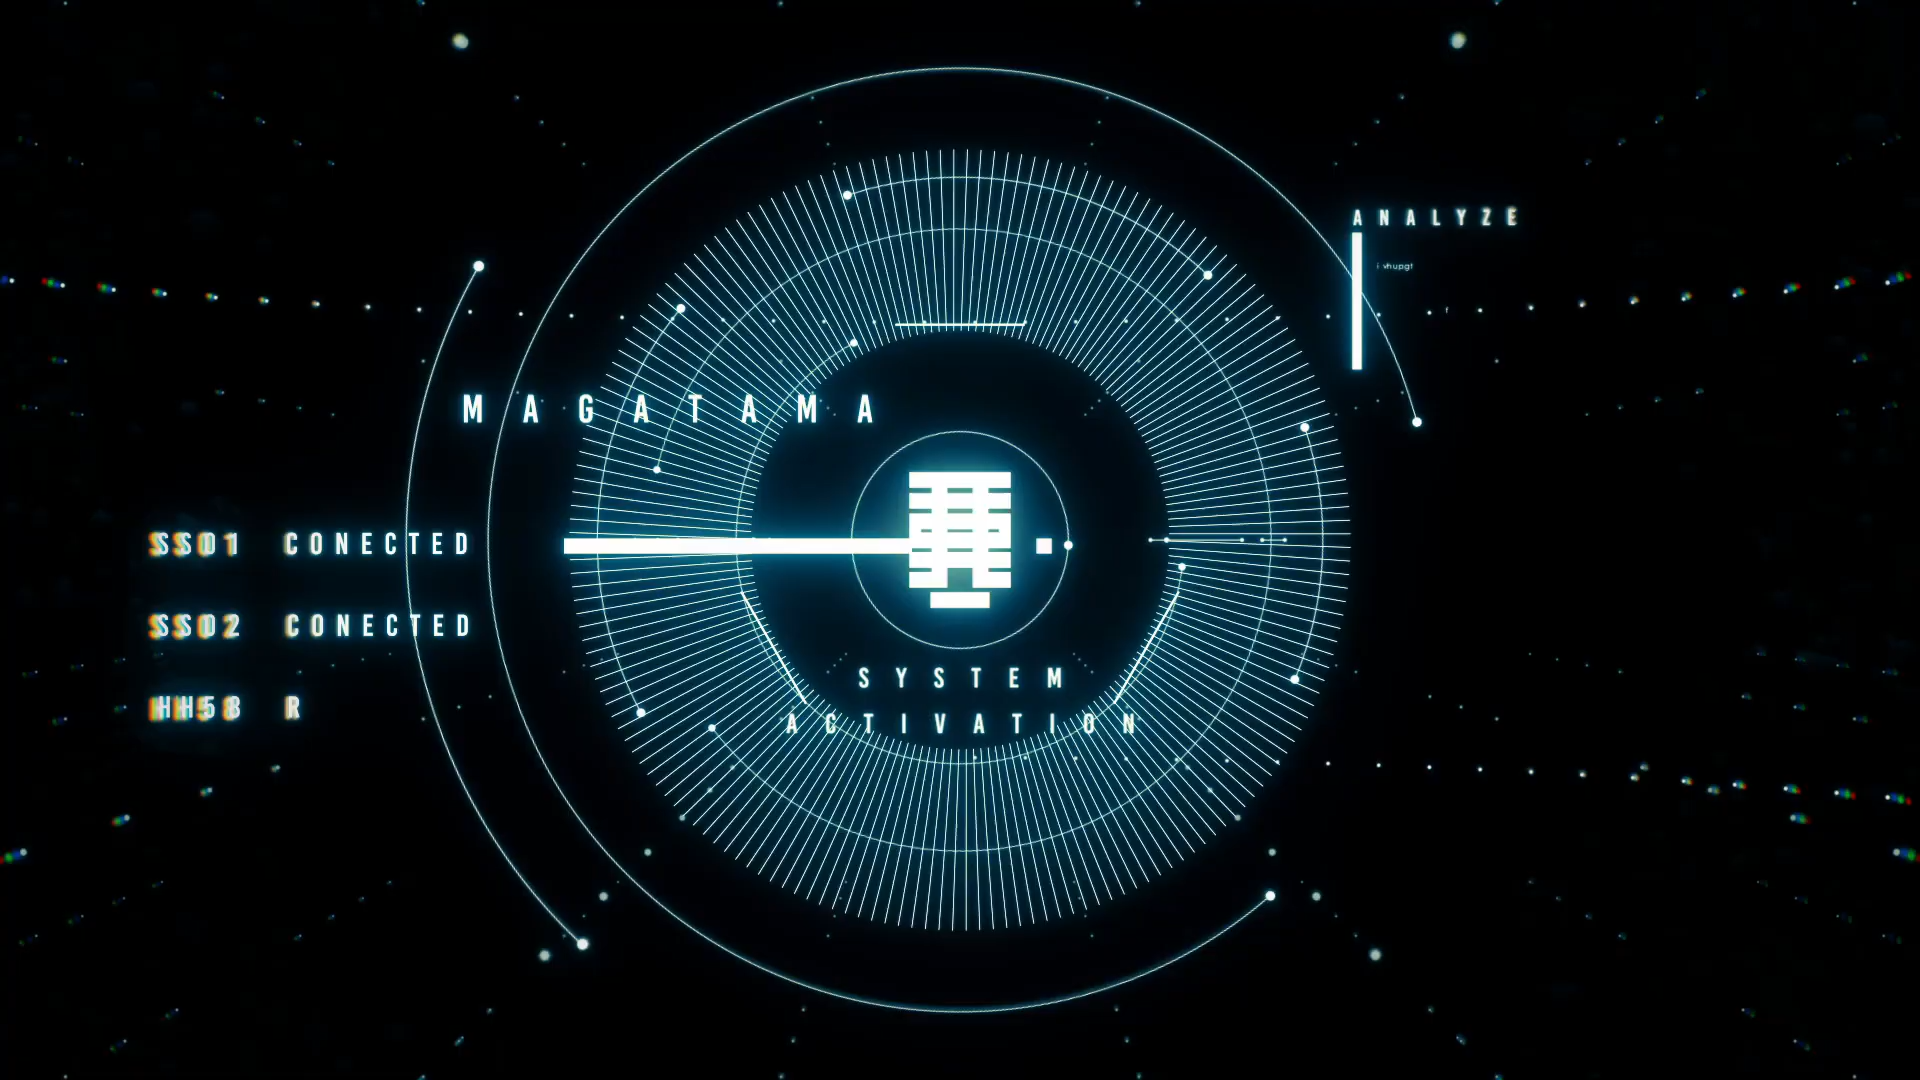 ANALYZE
MAGATAMA
SS01 CONECTED
SS02 CONECTED
HH58 R
SYSTEM
ACTIVATION